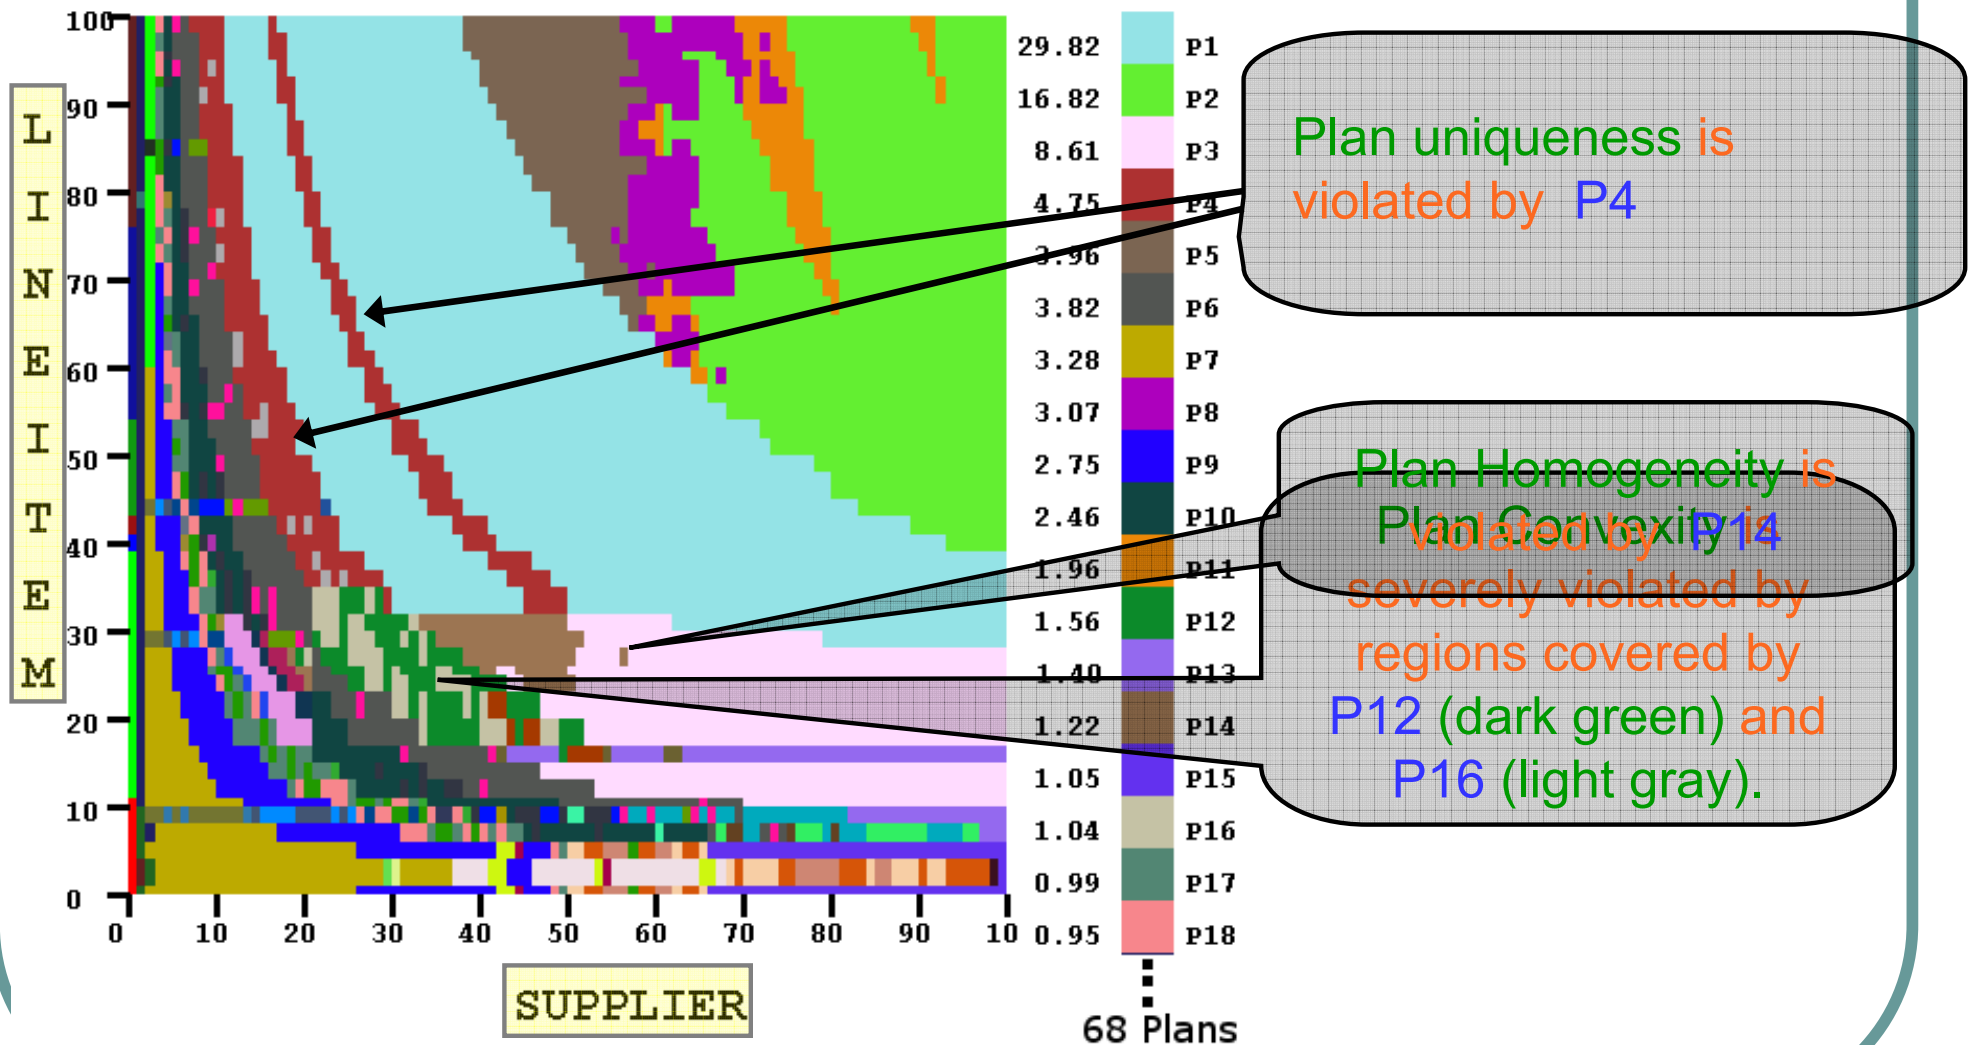 100
90
80
70
60
50
40
30
20
10
0
L
I
N
E
I
T
E
M
0 10 20 30 40 50 60 70 80 90 10
SUPPLIER
29.82 P1
16.82 P2
8.61 P3
4.75 P4
3.96 P5
3.82 P6
3.28 P7
3.07 P8
2.75 P9
2.46 P10
1.96 P11
1.56 P12
1.40 P13
1.22 P14
1.05 P15
1.04 P16
0.99 P17
0.95 P18
68 Plans
Plan uniqueness is
violated by P4
Plan Homogeneity is
violated by P14
Plan Convexity is
severely violated by
regions covered by
P12 (dark green) and
P16 (light gray).